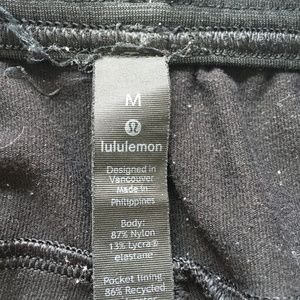 M
lululemon
Designed in
Vancouver
Made in
Philippines
Body:
87% Nylon
13% Lycra®
elastane
Pocket lining:
86% Recycled